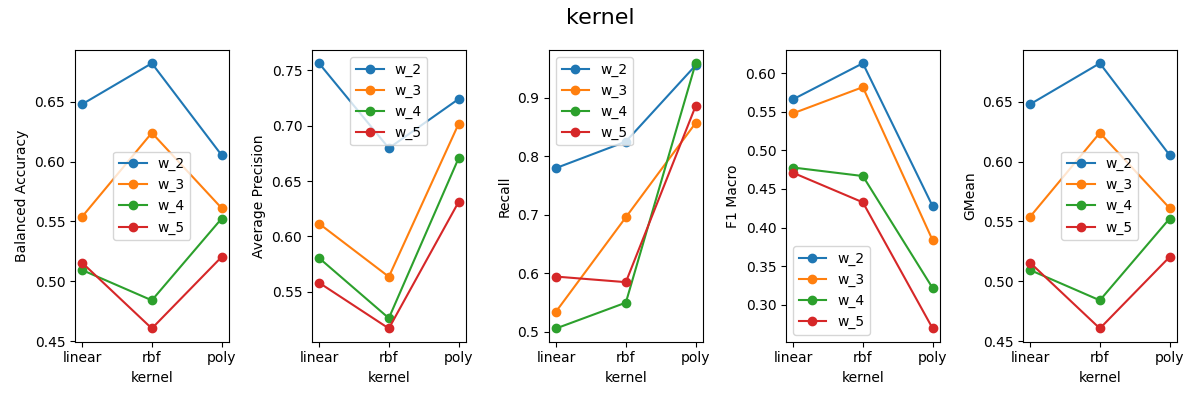 kernel
Balanced Accuracy
0.65
0.60
0.55
0.50
0.45
w_2
w_3
w_4
w_5
linear rbf poly
kernel
Average Precision
0.75
0.70
0.65
0.60
0.55
w_2
w_3
w_4
w_5
linear rbf poly
kernel
Recall
0.9
0.8
0.7
0.6
0.5
w_2
w_3
w_4
w_5
linear rbf poly
kernel
F1 Macro
0.60
0.55
0.50
0.45
0.40
0.35
0.30
w_2
w_3
w_4
w_5
linear rbf poly
kernel
GMean
0.65
0.60
0.55
0.50
0.45
w_2
w_3
w_4
w_5
linear rbf poly
kernel